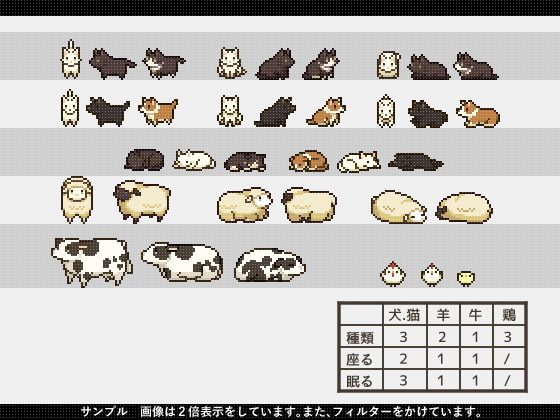 犬.猫 羊 牛 鶏
種類 3 2 1 3
座る 2 1 1 /
眠る 3 1 1 /
サンプル　画像は２倍表示をしています。また、フィルターをかけています。